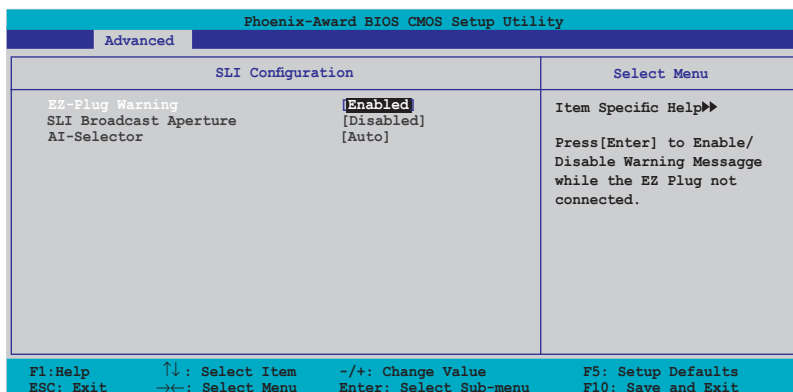 Phoenix-Award BIOS CMOS Setup Utility
Advanced
SLI Configuration
Select Menu
EZ-Plug Warning [Enabled]
SLI Broadcast Aperture [Disabled]
AI-Selector [Auto]
Item Specific Help▶▶
Press[Enter] to Enable/
Disable Warning Messagge
while the EZ Plug not
connected.
F1:Help ↑↓: Select Item -/+: Change Value F5: Setup Defaults
ESC: Exit →←: Select Menu Enter: Select Sub-menu F10: Save and Exit